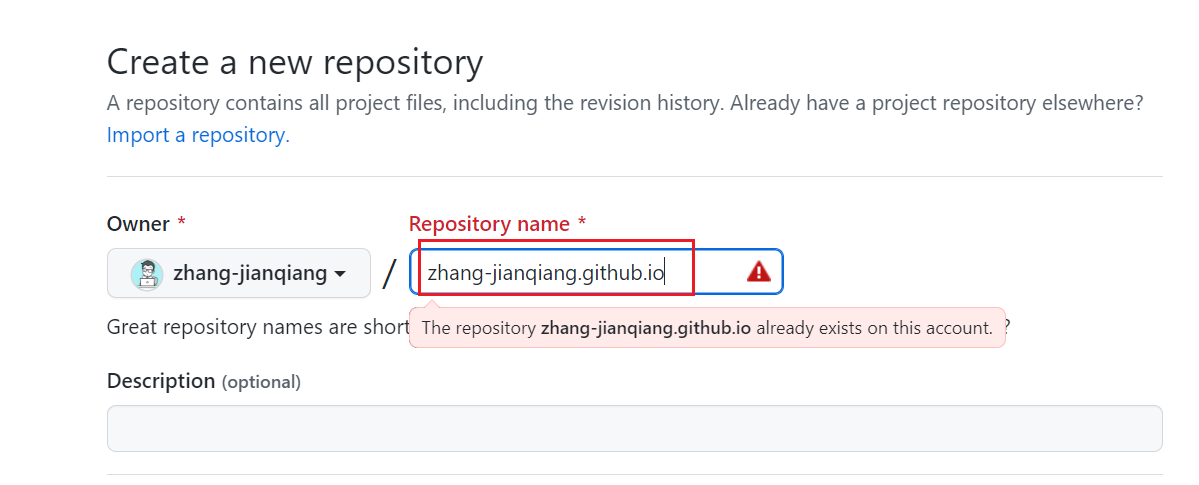 Create a new repository
A repository contains all project files, including the revision history. Already have a project repository elsewhere?
Import a repository.
Owner *
Repository name *
zhang-jianqiang
/
zhang-jianqiang.github.io
Great repository names are short
The repository zhang-jianqiang.github.io already exists on this account.
?
Description (optional)